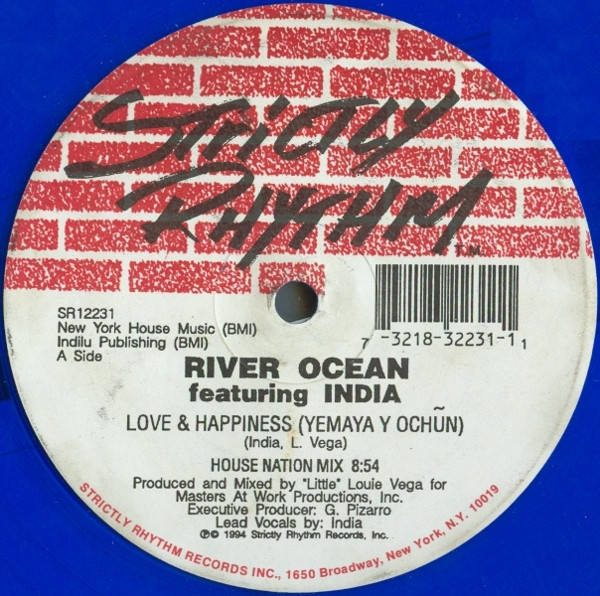 STRICTLY
RHYTHM
T.M.
SR12231
New York House Music (BMI)
Indilu Publishing (BMI)
A Side
7 -3218-32231-1 1
RIVER OCEAN
featuring INDIA
LOVE & HAPPINESS (YEMAYA Y OCHŨN)
(India, L. Vega)
HOUSE NATION MIX 8:54
Produced and Mixed by "Little" Louie Vega for
Masters At Work Productions, Inc.
Executive Producer: G. Pizarro
Lead Vocals by: India
℗© 1994 Strictly Rhythm Records, Inc.
STRICTLY RHYTHM RECORDS INC., 1650 Broadway, New York, N.Y. 10019